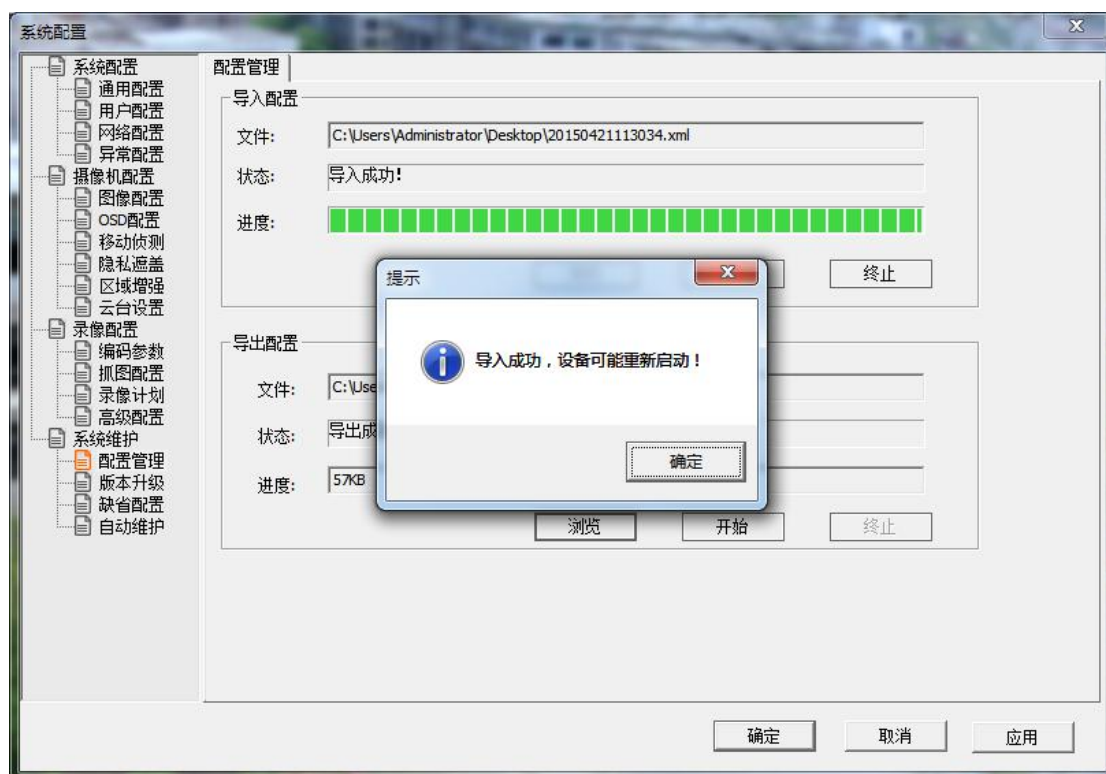 系统配置
系统配置
通用配置
用户配置
网络配置
异常配置
摄像机配置
图像配置
OSD配置
移动侦测
隐私遮盖
区域增强
云台设置
录像配置
编码参数
抓图配置
录像计划
高级配置
系统维护
配置管理
版本升级
缺省配置
自动维护
配置管理
导入配置
文件: C:\Users\Administrator\Desktop\20150421113034.xml
状态: 导入成功!
进度:
终止
提示
导入成功，设备可能重新启动！
确定
导出配置
文件: C:\Use
状态: 导出成
进度: 57KB
浏览 开始 终止
确定 取消 应用